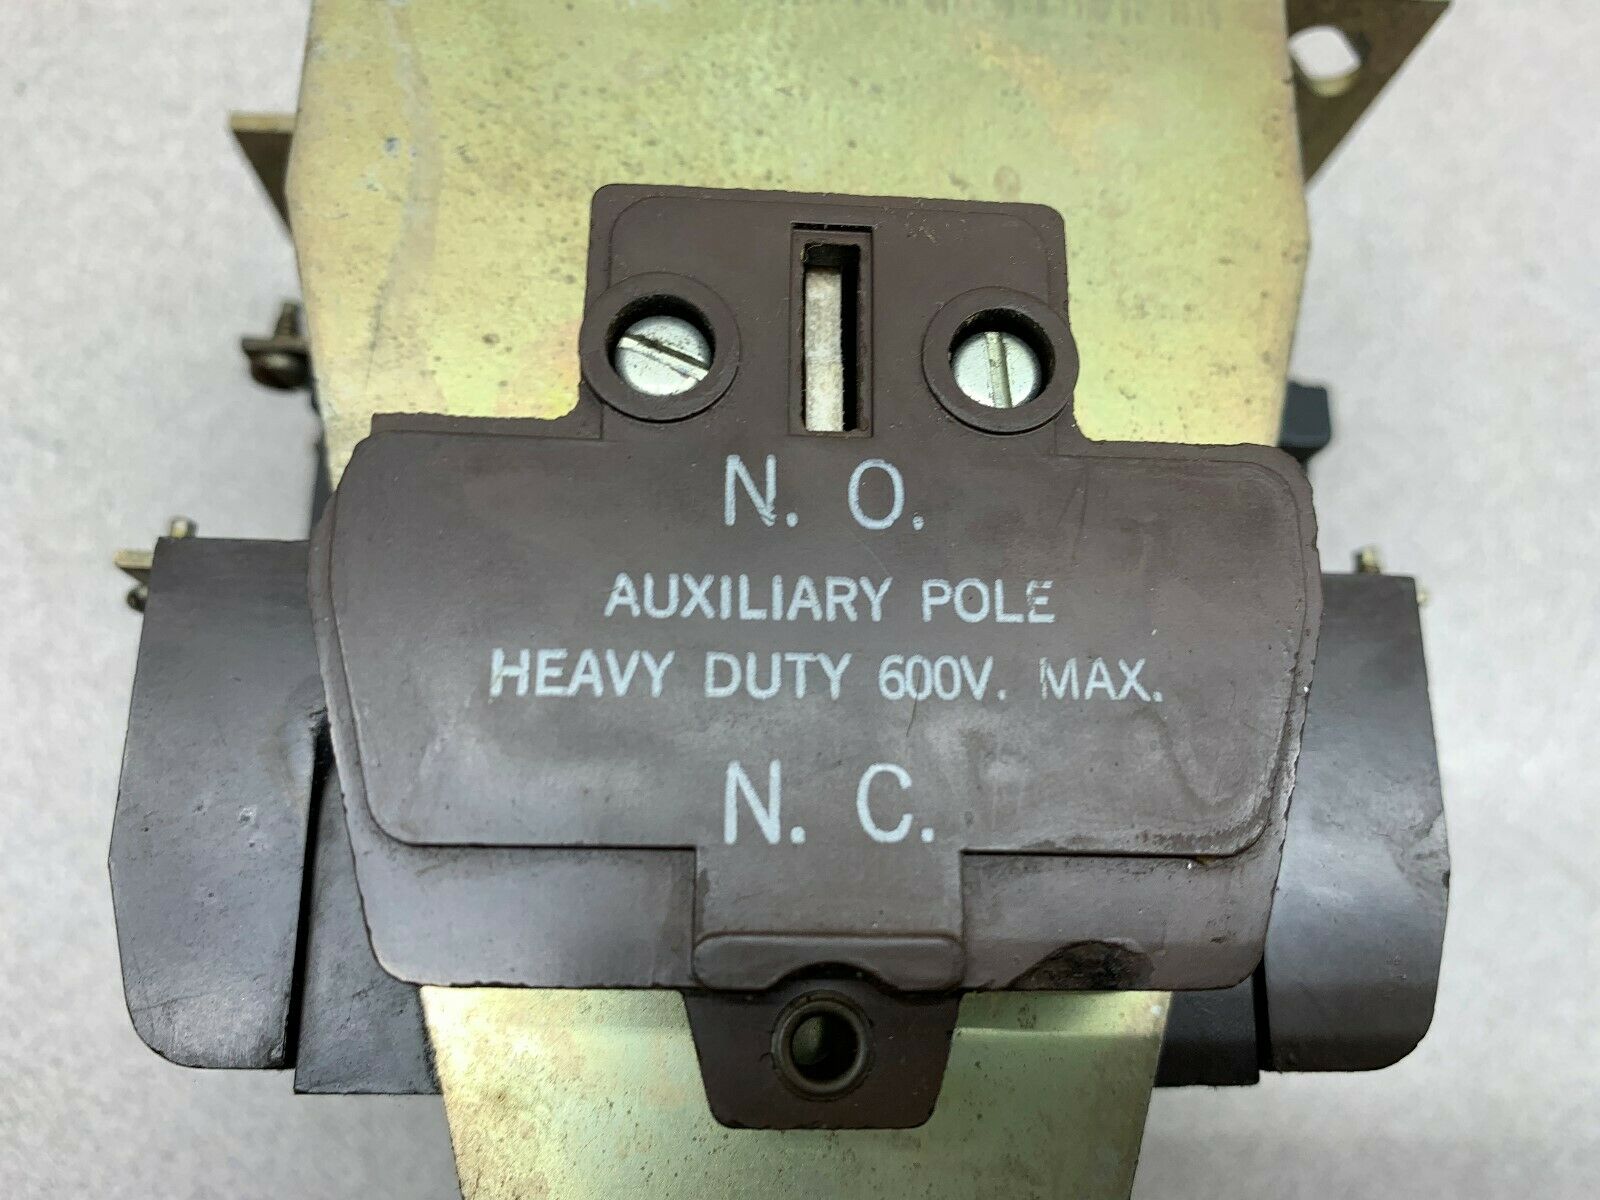 N. O.
AUXILIARY POLE
HEAVY DUTY 600V. MAX.
N. C.